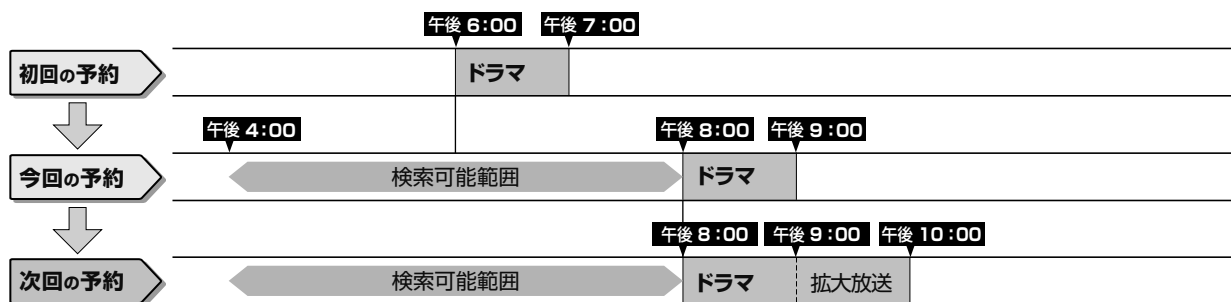 午後 6:00 午後 7:00
初回の予約 ドラマ
午後 4:00 午後 8:00 午後 9:00
今回の予約 検索可能範囲 ドラマ
午後 8:00 午後 9:00 午後 10:00
次回の予約 検索可能範囲 ドラマ 拡大放送